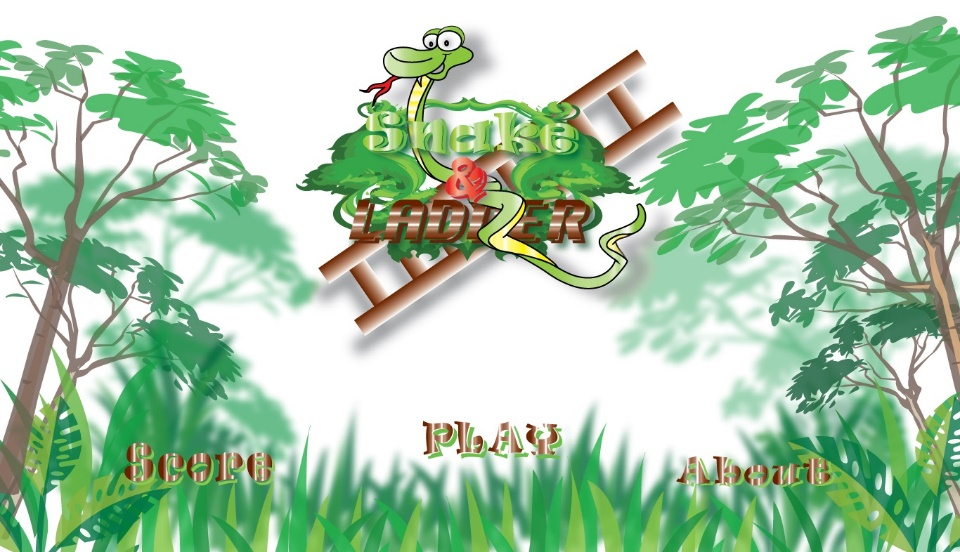 Snake
&
LADDER
PLAY
Score
About